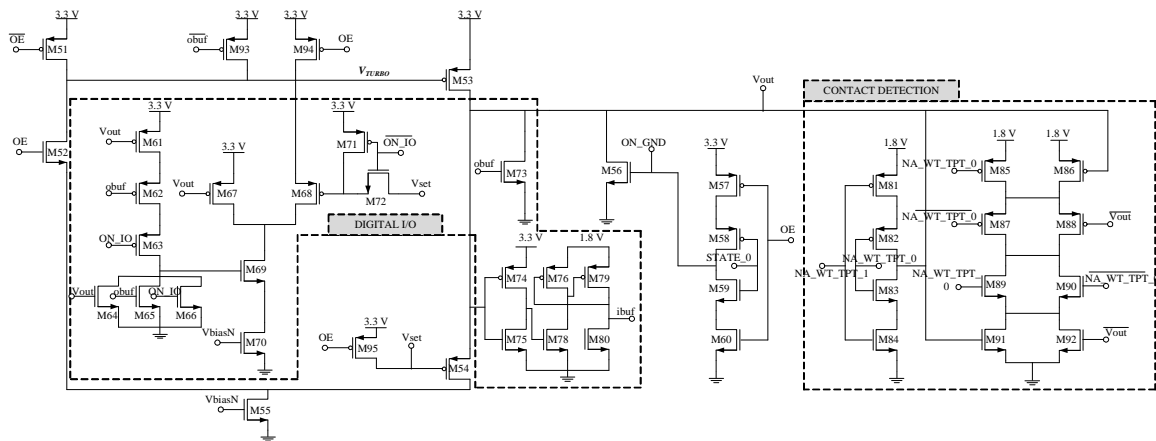 3.3 V
3.3 V
3.3 V
3.3 V
OE
M51
obuf
M93
M94
OE
VTURBO
M53
Vout
CONTACT DETECTION
3.3 V
3.3 V
Vout
M61
M71
ON_IO
OE
M52
3.3 V
obuf
M62
Vout
M67
M68
M72
Vset
ON_IO
M63
DIGITAL I/O
M69
Vout
obuf
ON_IO
M64
M65
M66
VbiasN
M70
obuf
M73
ON_GND
M56
3.3 V
M57
M58
STATE_0
M59
M60
OE
3.3 V
1.8 V
M74
M76
M79
ibuf
M75
M78
M80
3.3 V
OE
M95
Vset
M54
VbiasN
M55
1.8 V
1.8 V
1.8 V
M81
NA_WT_TPT_0
M85
M86
M82
NA_WT_TPT_0
M87
M88
Vout
NA_WT_TPT_1
NA_WT_TPT_0
M83
NA_WT_TPT_
0
M89
M90
NA_WT_TPT_
M84
M91
M92
Vout